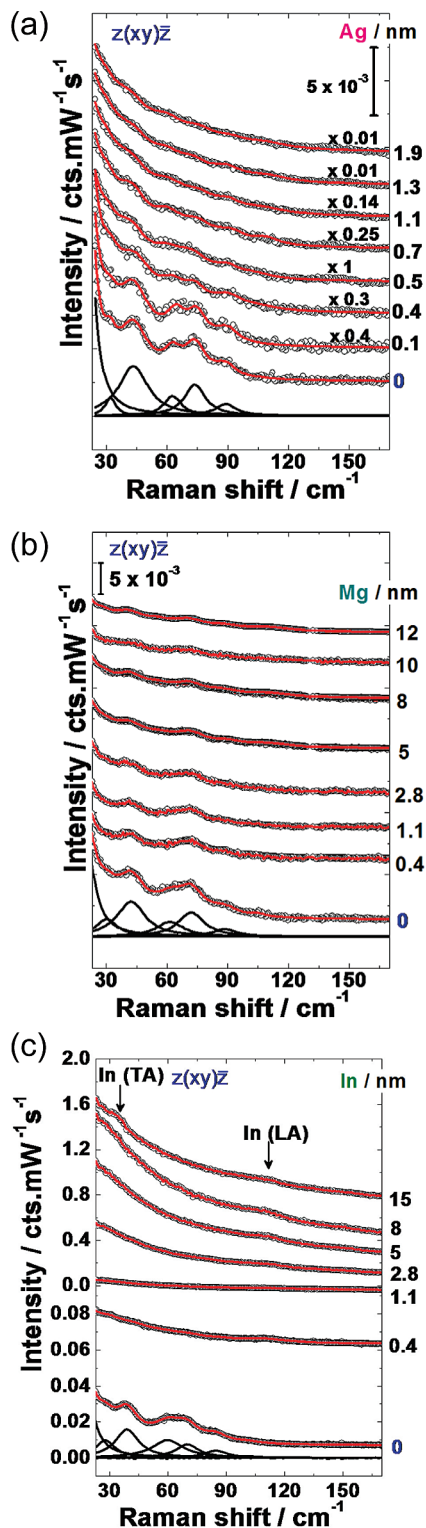 (a)
z(xy)z̄
Ag / nm
5 x 10⁻³
x 0.01
1.9
x 0.01
1.3
x 0.14
1.1
x 0.25
0.7
x 1
0.5
x 0.3
0.4
x 0.4
0.1
0
Intensity / cts.mW⁻¹s⁻¹
30 60 90 120 150
Raman shift / cm⁻¹
(b)
z(xy)z̄
5 x 10⁻³
Mg / nm
12
10
8
5
2.8
1.1
0.4
0
Intensity / cts.mW⁻¹s⁻¹
30 60 90 120 150
Raman shift / cm⁻¹
(c)
2.0
In (TA)
z(xy)z̄
In / nm
1.6
In (LA)
1.2
15
0.8
8
5
0.4
2.8
0.0
1.1
0.08
0.4
0.06
0.04
0.02
0
0.00
Intensity / cts.mW⁻¹s⁻¹
30 60 90 120 150
Raman shift / cm⁻¹